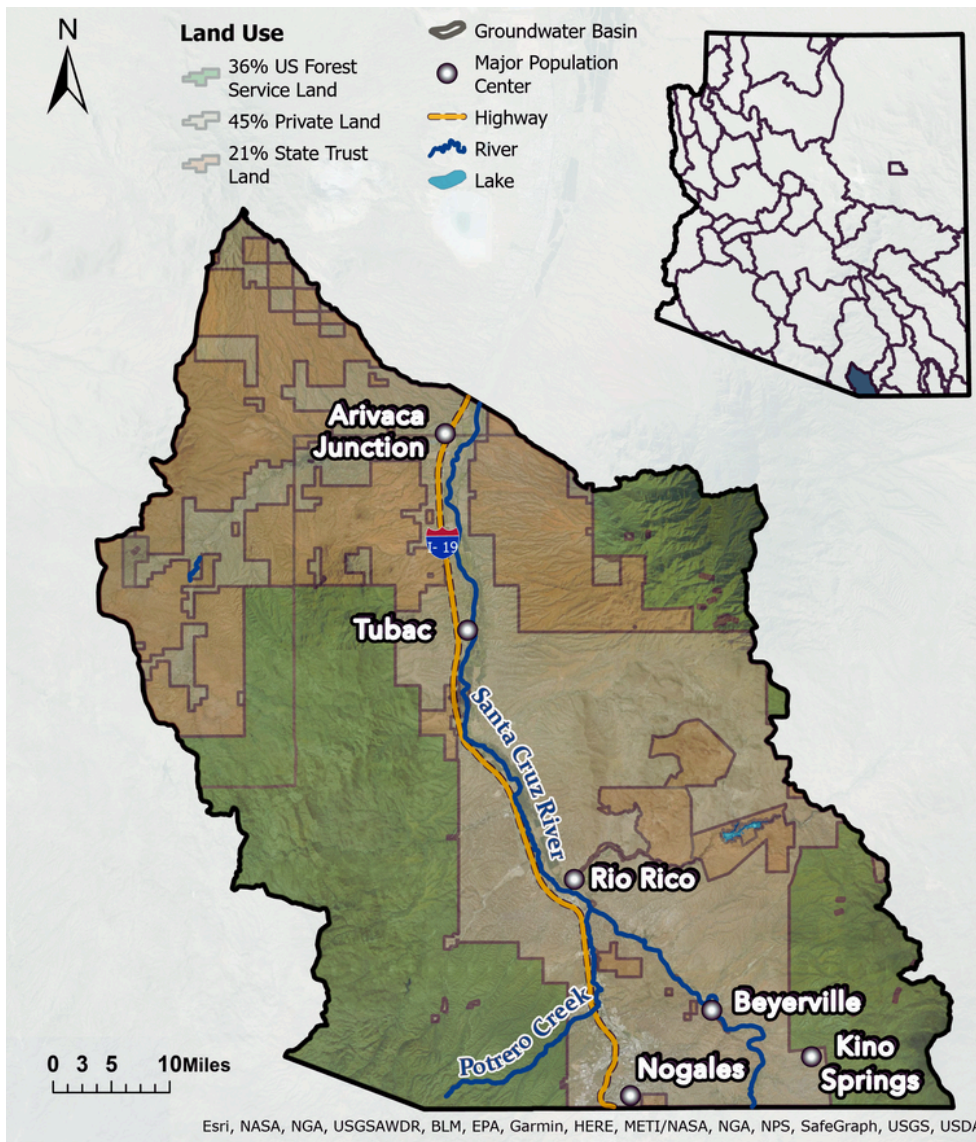 N
Land Use
36% US Forest
Service Land
45% Private Land
21% State Trust
Land
Groundwater Basin
Major Population
Center
Highway
River
Lake
Arivaca
Junction
I- 19
Tubac
Santa Cruz River
Rio Rico
Beyerville
Potrero Creek
Kino
Springs
Nogales
0 3 5 10Miles
Esri, NASA, NGA, USGSAWDR, BLM, EPA, Garmin, HERE, METI/NASA, NGA, NPS, SafeGraph, USGS,